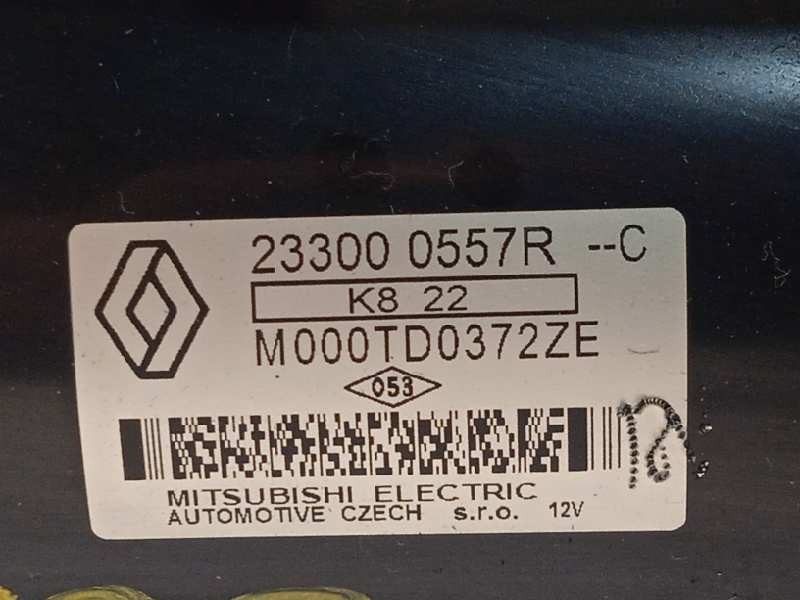 23300 0557R --C
K8 22
M000TD0372ZE
053
MITSUBISHI ELECTRIC
AUTOMOTIVE CZECH s.r.o. 12V